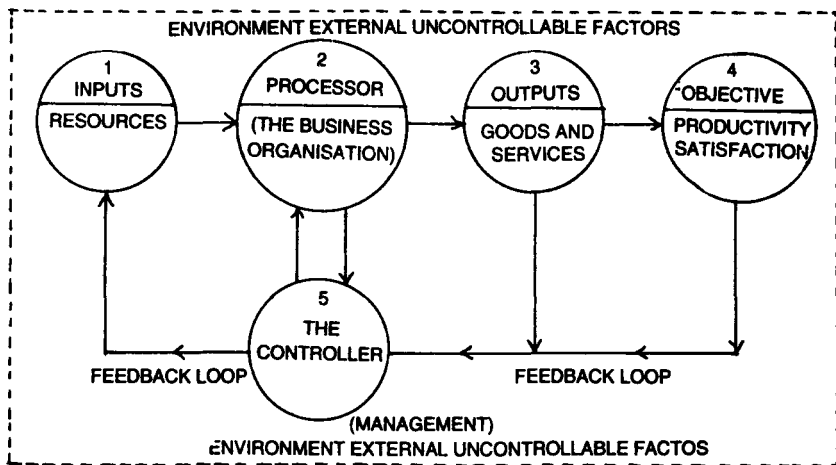 ENVIRONMENT EXTERNAL UNCONTROLLABLE FACTORS
1
INPUTS
RESOURCES
2
PROCESSOR
(THE BUSINESS
ORGANISATION)
3
OUTPUTS
GOODS AND
SERVICES
4
OBJECTIVE
PRODUCTIVITY
SATISFACTION
5
THE
CONTROLLER
FEEDBACK LOOP
FEEDBACK LOOP
(MANAGEMENT)
ENVIRONMENT EXTERNAL UNCONTROLLABLE FACTOS